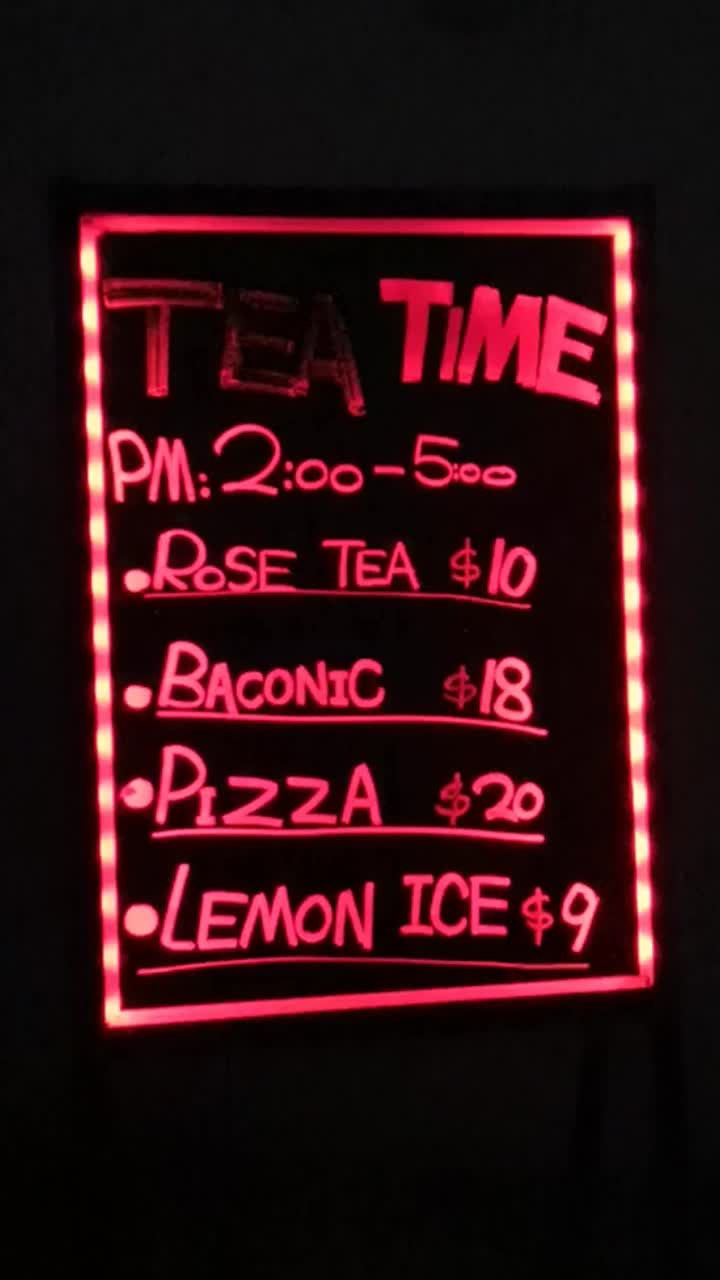 TEA TIME
PM: 2:00-5:00
•ROSE TEA $10
•BACONIC $18
•PIZZA $20
•LEMON ICE $9